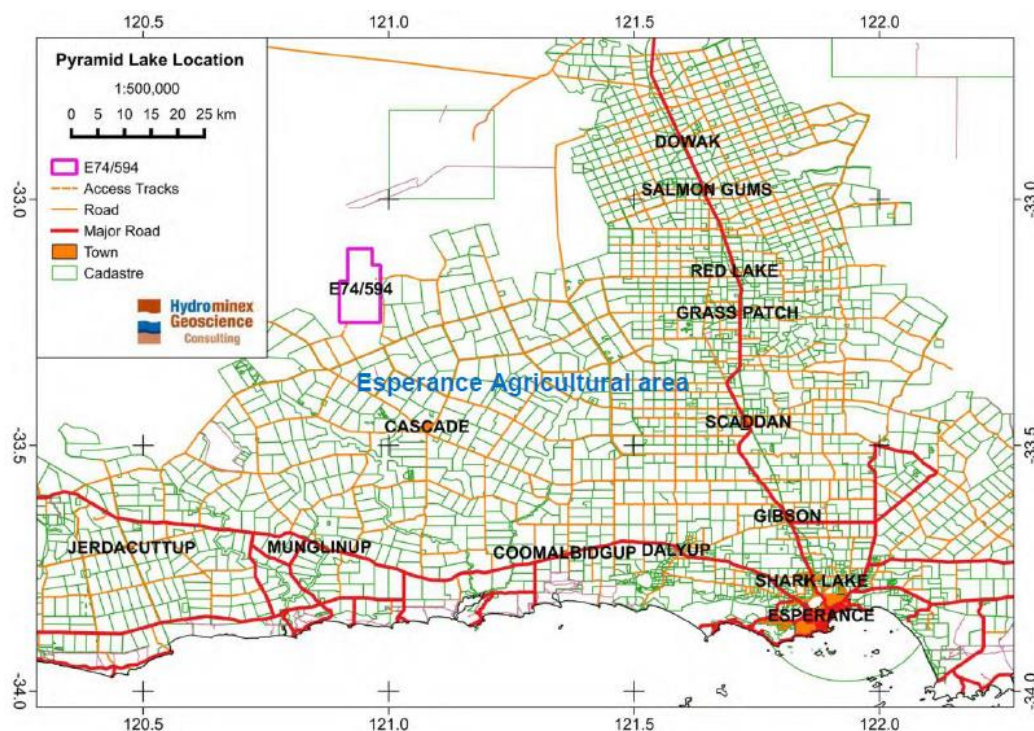 120.5 121.0 121.5 122.0
Pyramid Lake Location
1:500,000
0 5 10 15 20 25 km
E74/594
Access Tracks
Road
Major Road
Town
Cadastre
Hydrominex
Geoscience
Consulting
-33.0
-33.5
-34.0
DOWAK
SALMON GUMS
RED LAKE
E74/594
GRASS PATCH
Esperance Agricultural area
CASCADE
SCADDAN
GIBSON
JERDACUTTUP
MUNGLINUP
COOMALBIDGUP
DALYUP
SHARK LAKE
ESPERANCE
-33.0
-33.5
-34.0
120.5 121.0 121.5 122.0